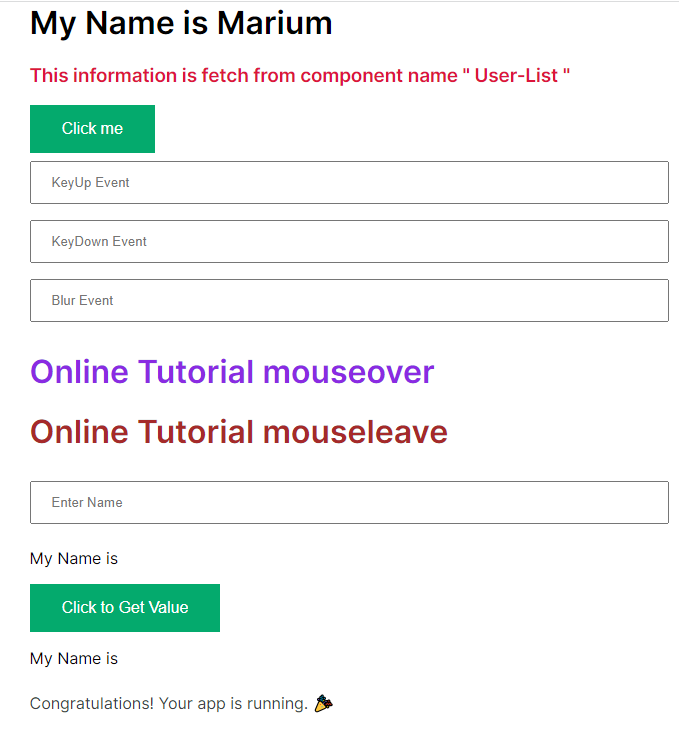 My Name is Marium
This information is fetch from component name " User-List "
Click me
KeyUp Event
KeyDown Event
Blur Event
Online Tutorial mouseover
Online Tutorial mouseleave
Enter Name
My Name is
Click to Get Value
My Name is
Congratulations! Your app is running. 🎉